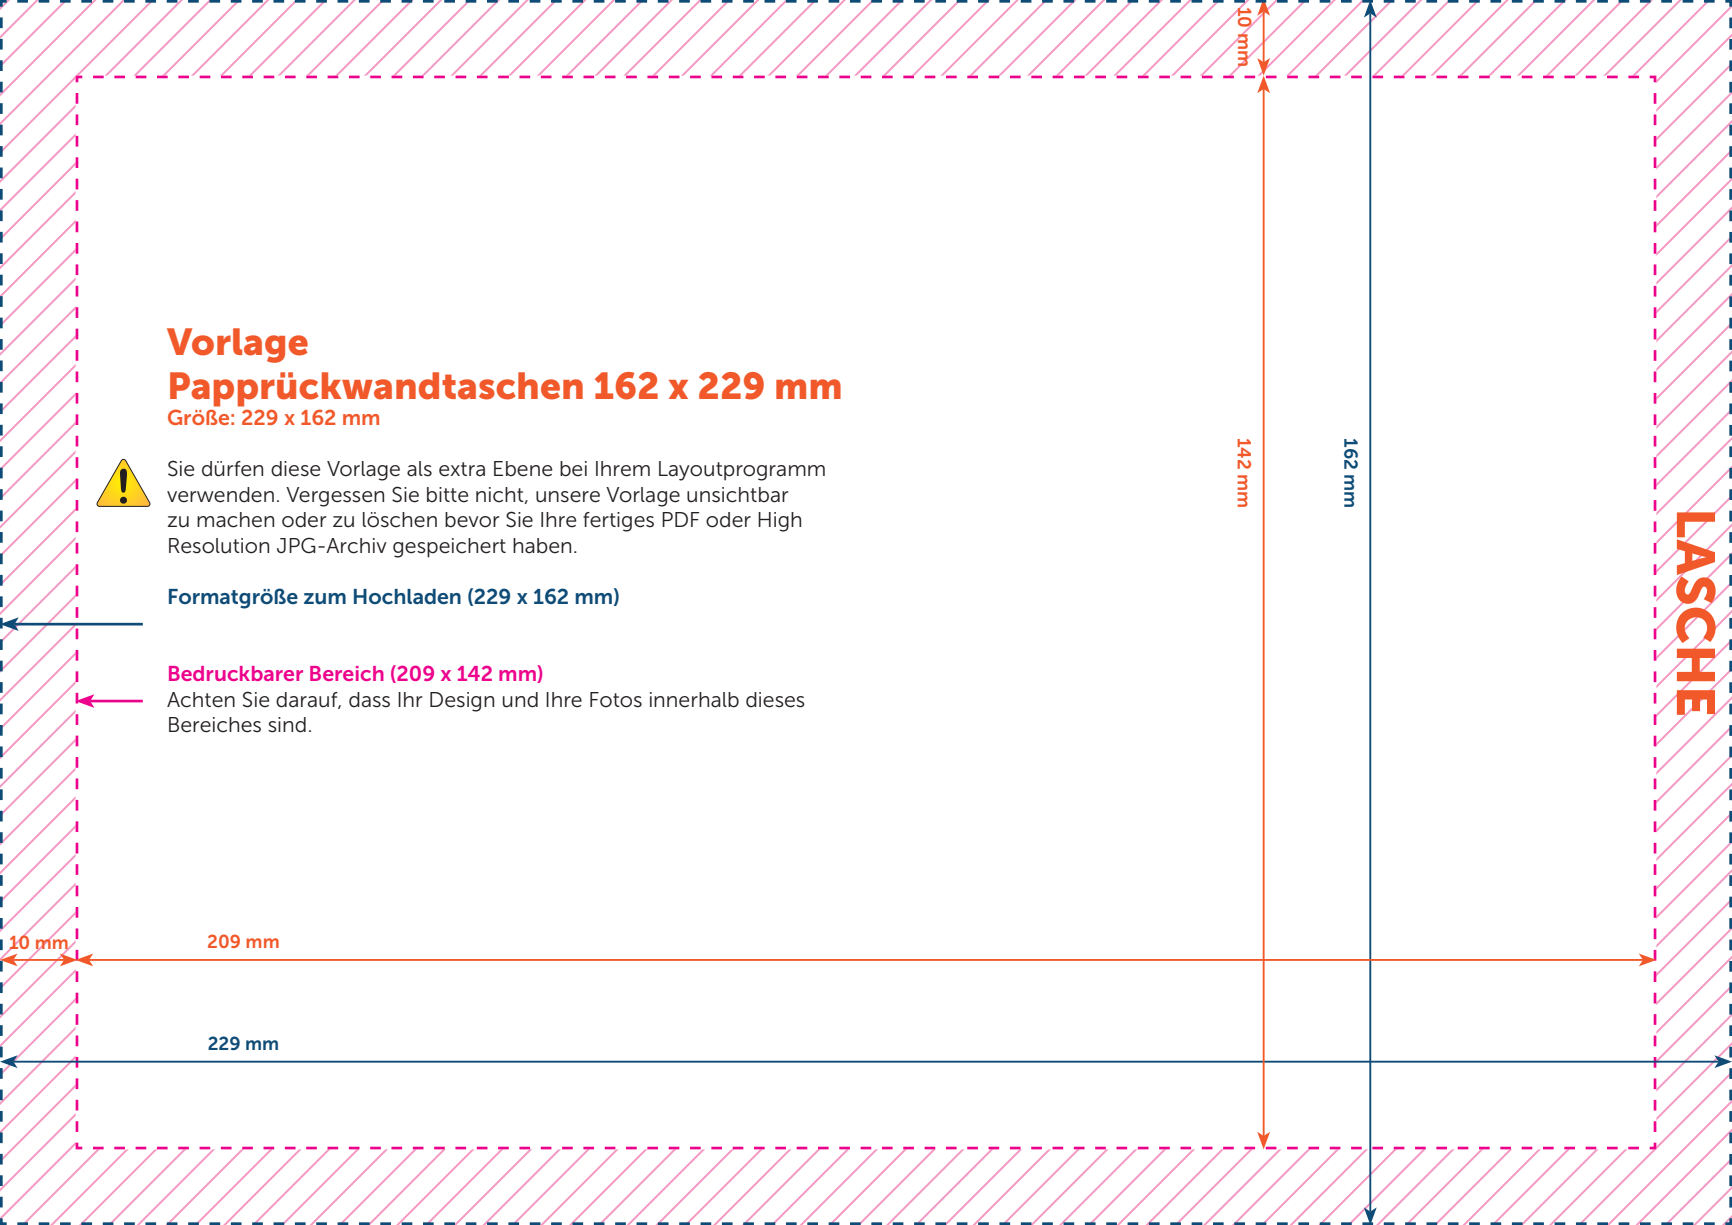 10 mm
Vorlage
Papprückwandtaschen 162 x 229 mm
Größe: 229 x 162 mm
Sie dürfen diese Vorlage als extra Ebene bei Ihrem Layoutprogramm
verwenden. Vergessen Sie bitte nicht, unsere Vorlage unsichtbar
zu machen oder zu löschen bevor Sie Ihre fertiges PDF oder High
Resolution JPG-Archiv gespeichert haben.
142 mm
162 mm
LASCHE
Formatgröße zum Hochladen (229 x 162 mm)
Bedruckbarer Bereich (209 x 142 mm)
Achten Sie darauf, dass Ihr Design und Ihre Fotos innerhalb dieses
Bereiches sind.
10 mm
209 mm
229 mm